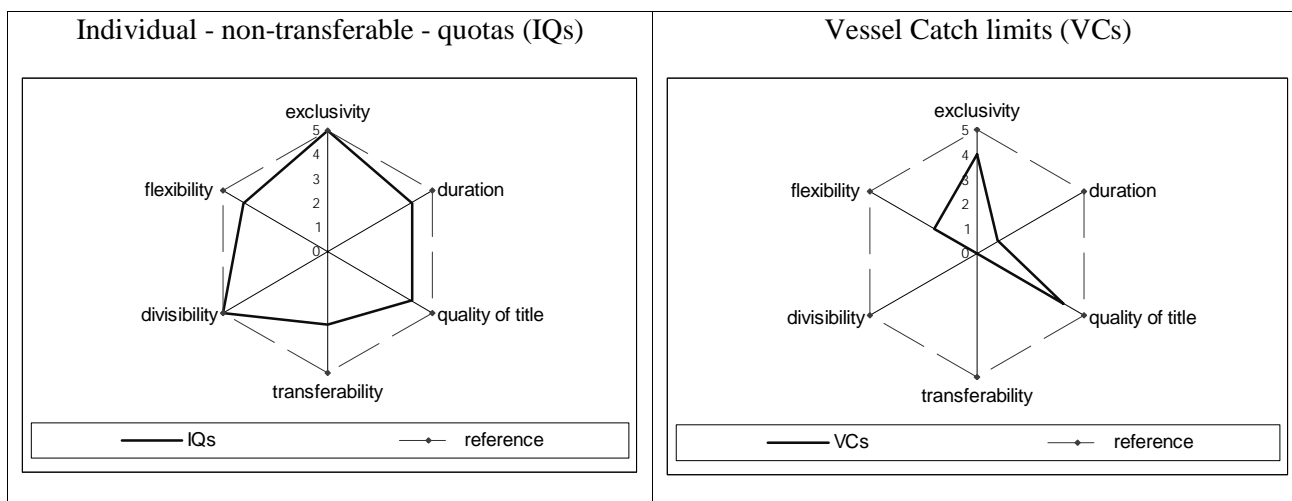 Individual - non-transferable - quotas (IQs)
exclusivity
5
4
3
2
1
0
flexibility
duration
divisibility
quality of title
transferability
IQs
reference
Vessel Catch limits (VCs)
exclusivity
5
4
3
2
1
0
flexibility
duration
divisibility
quality of title
transferability
VCs
reference